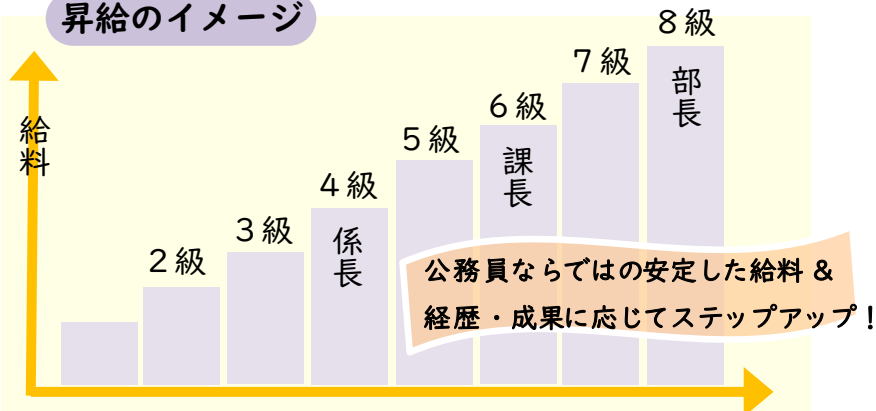 昇給のイメージ
給料
2級
3級
4級
係長
5級
6級
課長
7級
8級
部長
公務員ならではの安定した給料＆
経歴・成果に応じてステップアップ！